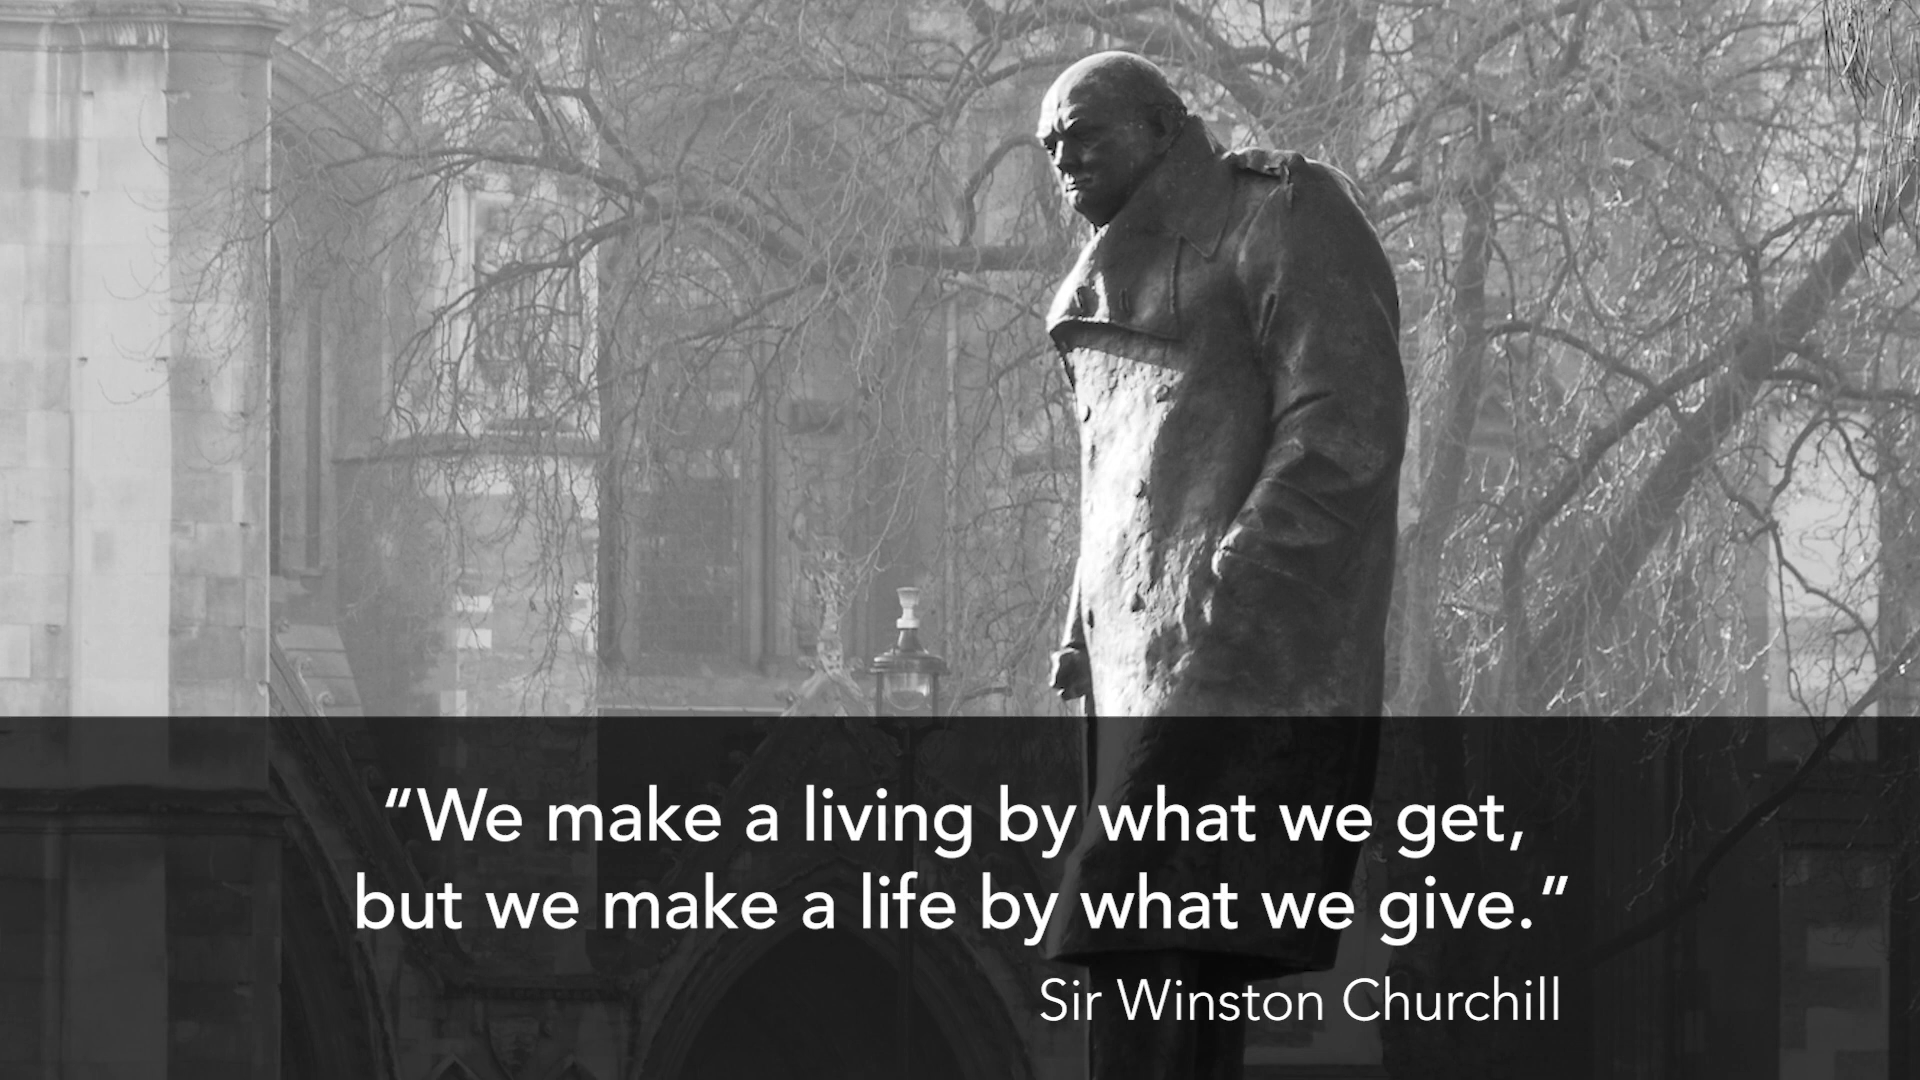 “We make a living by what we get,
but we make a life by what we give.”
Sir Winston Churchill